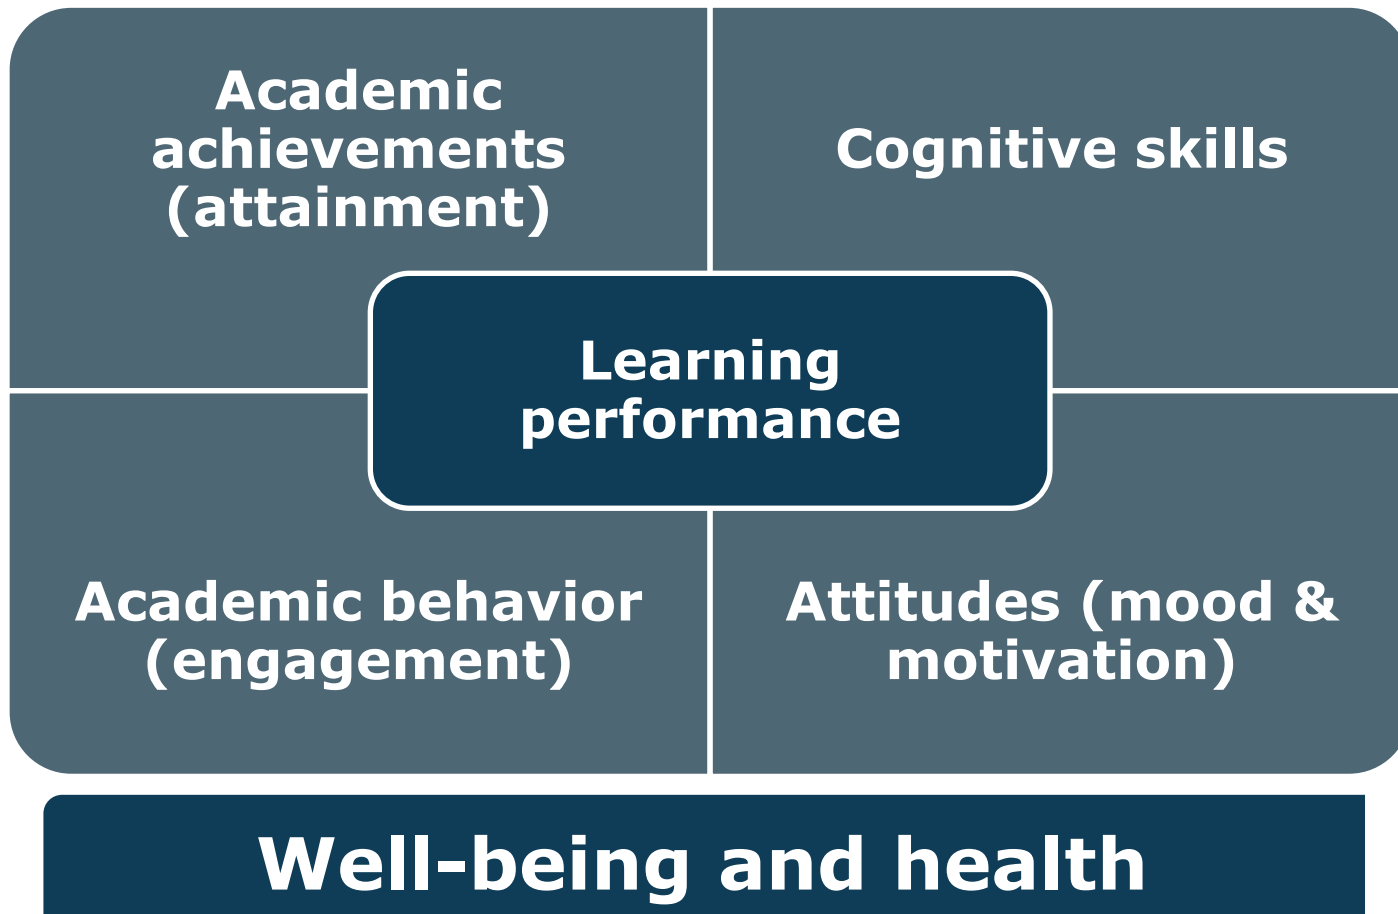 Academic
achievements
(attainment)
Cognitive skills
Learning
performance
Academic behavior
(engagement)
Attitudes (mood &
motivation)
Well-being and health